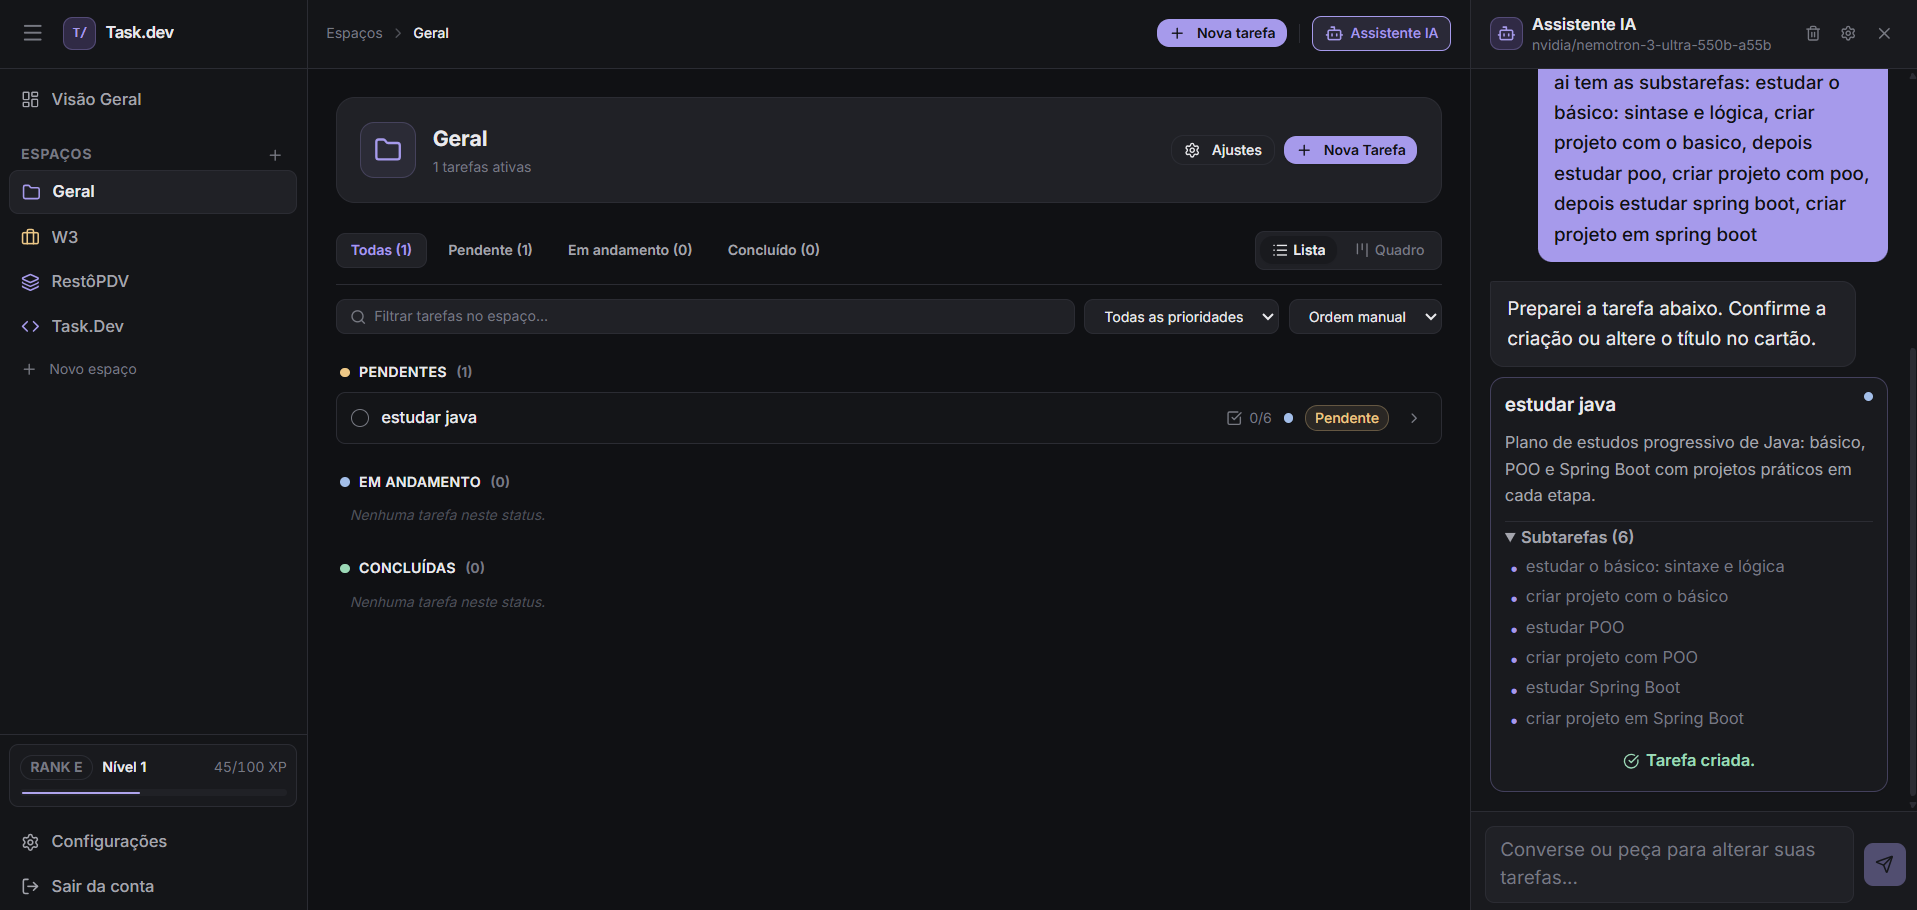 T/ Task.dev
Visão Geral
ESPAÇOS
Geral
W3
RestôPDV
Task.Dev
Novo espaço
RANK E Nível 1 45/100 XP
Configurações
Sair da conta
Espaços > Geral
Nova tarefa
Assistente IA
Geral
1 tarefas ativas
Ajustes
Nova Tarefa
Todas (1) Pendente (1) Em andamento (0) Concluído (0)
Lista Quadro
Filtrar tarefas no espaço...
Todas as prioridades
Ordem manual
PENDENTES (1)
estudar java 0/6 Pendente
EM ANDAMENTO (0)
Nenhuma tarefa neste status.
CONCLUÍDAS (0)
Nenhuma tarefa neste status.
Assistente IA
nvidia/nemotron-3-ultra-550b-a55b
ai tem as substarefas: estudar o
básico: sintase e lógica, criar
projeto com o basico, depois
estudar poo, criar projeto com poo,
depois estudar spring boot, criar
projeto em spring boot
Preparei a tarefa abaixo. Confirme a
criação ou altere o título no cartão.
estudar java
Plano de estudos progressivo de Java: básico,
POO e Spring Boot com projetos práticos em
cada etapa.
Subtarefas (6)
estudar o básico: sintaxe e lógica
criar projeto com o básico
estudar POO
criar projeto com POO
estudar Spring Boot
criar projeto em Spring Boot
Tarefa criada.
Converse ou peça para alterar suas
tarefas...